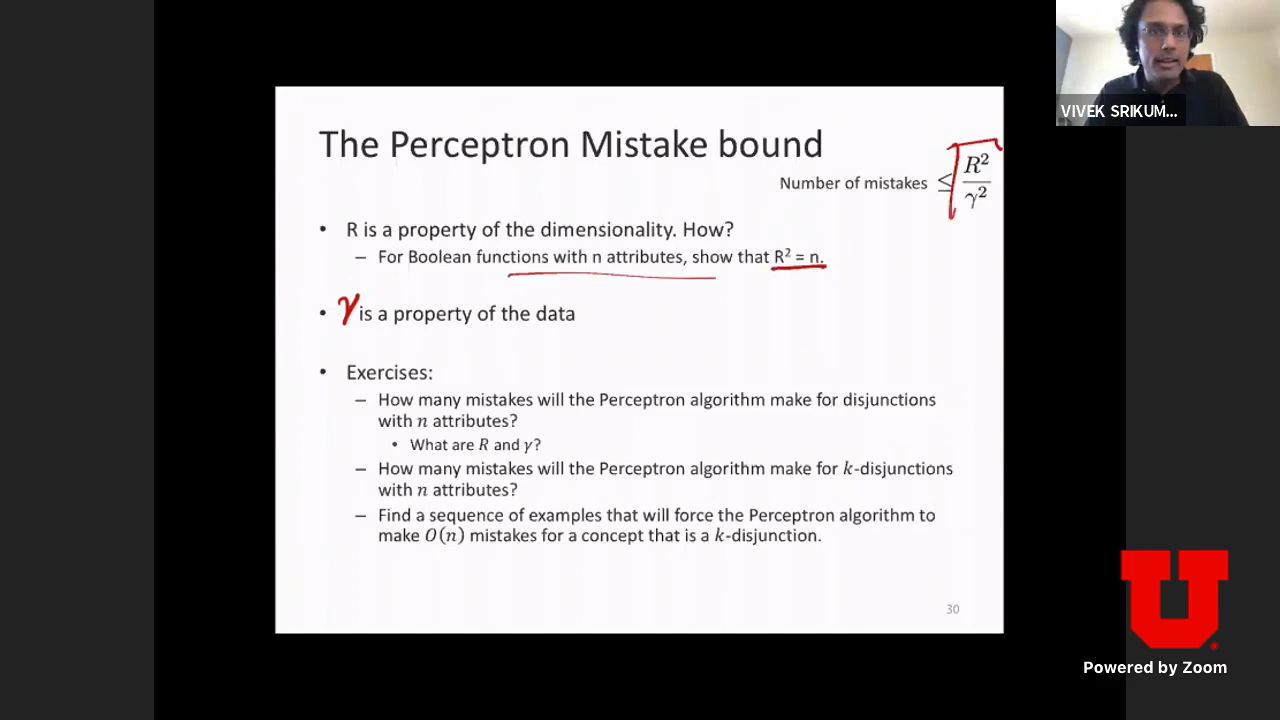 VIVEK SRIKUM...
The Perceptron Mistake bound
Number of mistakes ≤ R²/γ²
• R is a property of the dimensionality. How?
– For Boolean functions with n attributes, show that R² = n.
• γ is a property of the data
• Exercises:
– How many mistakes will the Perceptron algorithm make for disjunctions
with n attributes?
• What are R and γ?
– How many mistakes will the Perceptron algorithm make for k-disjunctions
with n attributes?
– Find a sequence of examples that will force the Perceptron algorithm to
make O(n) mistakes for a concept that is a k-disjunction.
30
U
Powered by Zoom